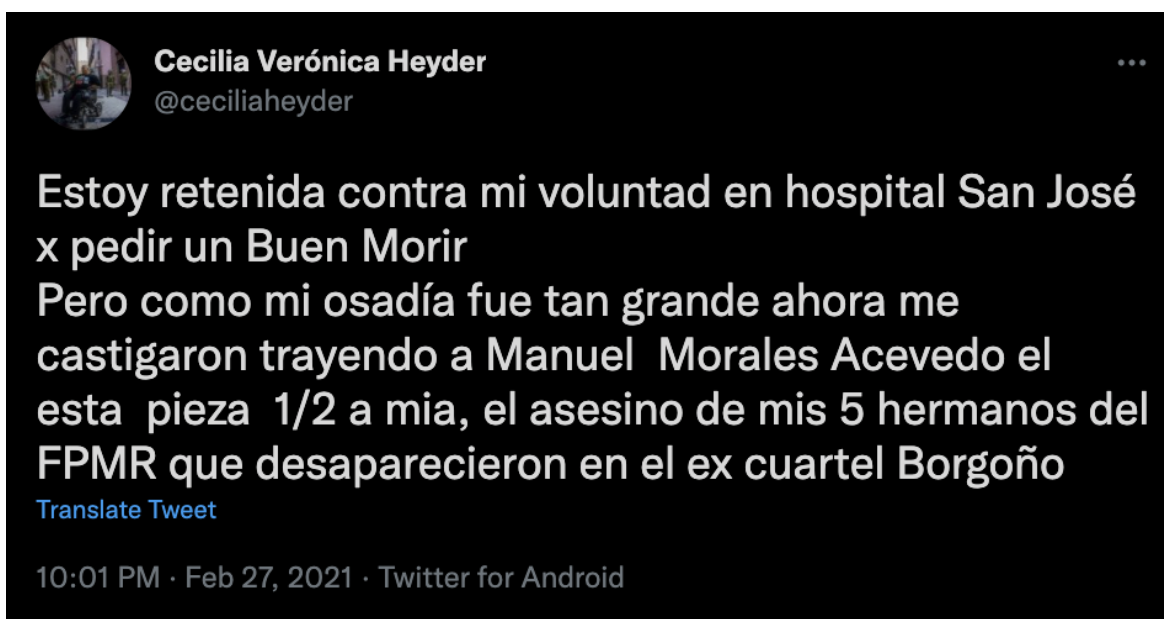 Cecilia Verónica Heyder
@ceciliaheyder
Estoy retenida contra mi voluntad en hospital San José
x pedir un Buen Morir
Pero como mi osadía fue tan grande ahora me
castigaron trayendo a Manuel  Morales Acevedo el
esta  pieza  1/2 a mia, el asesino de mis 5 hermanos del
FPMR que desaparecieron en el ex cuartel Borgoño
Translate Tweet
10:01 PM · Feb 27, 2021 · Twitter for Android